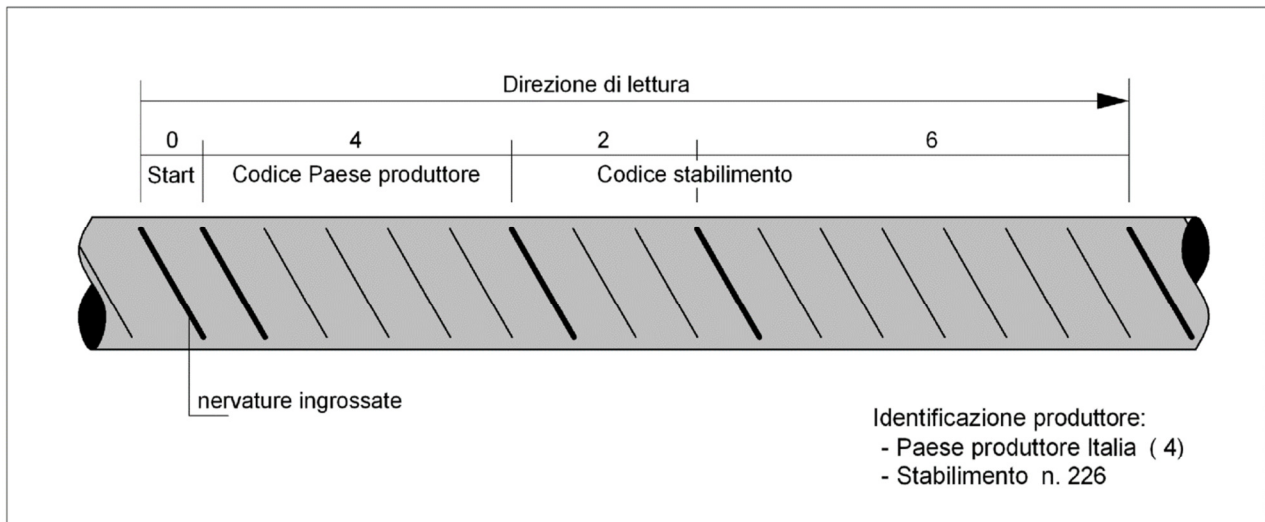 Direzione di lettura
0 4 2 6
Start Codice Paese produttore Codice stabilimento
nervature ingrossate
Identificazione produttore:
- Paese produttore Italia ( 4)
- Stabilimento n. 226